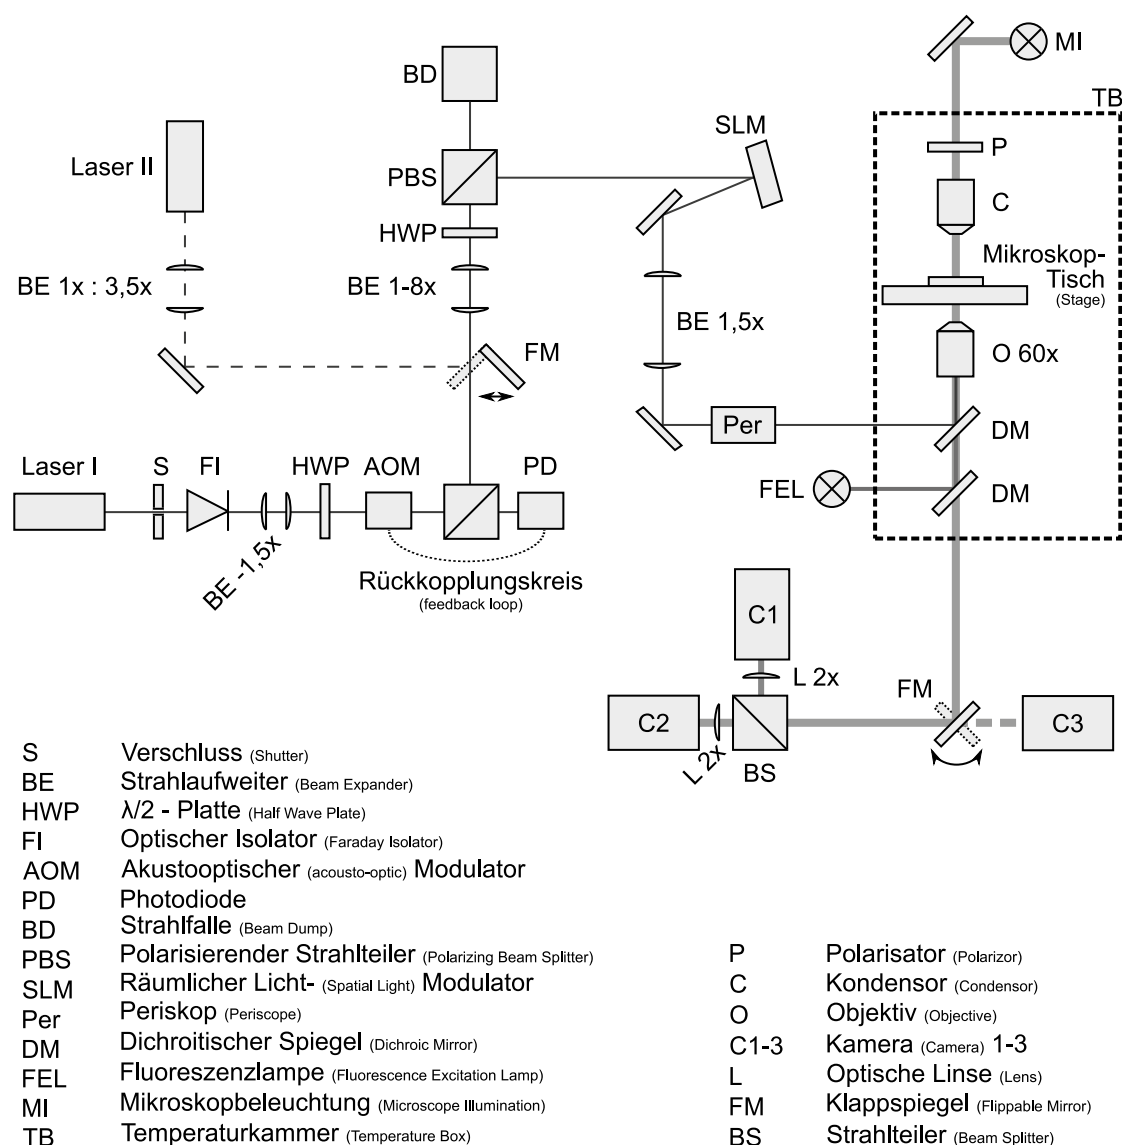 MI
TB
BD
SLM
P
Laser II
PBS
C
HWP
Mikroskop-
Tisch
(Stage)
BE 1x : 3,5x
BE 1-8x
BE 1,5x
FM
O 60x
Per
DM
Laser I
S
FI
HWP
AOM
PD
FEL
DM
BE -1,5x
Rückkopplungskreis
(feedback loop)
C1
L 2x
FM
C2
C3
L 2x
BS
S Verschluss (Shutter)
BE Strahlaufweiter (Beam Expander)
HWP λ/2 - Platte (Half Wave Plate)
FI Optischer Isolator (Faraday Isolator)
AOM Akustooptischer (acousto-optic) Modulator
PD Photodiode
BD Strahlfalle (Beam Dump)
PBS Polarisierender Strahlteiler (Polarizing Beam Splitter)
SLM Räumlicher Licht- (Spatial Light) Modulator
Per Periskop (Periscope)
DM Dichroitischer Spiegel (Dichroic Mirror)
FEL Fluoreszenzlampe (Fluorescence Excitation Lamp)
MI Mikroskopbeleuchtung (Microscope Illumination)
TB Temperaturkammer (Temperature Box)
P Polarisator (Polarizor)
C Kondensor (Condensor)
O Objektiv (Objective)
C1-3 Kamera (Camera) 1-3
L Optische Linse (Lens)
FM Klappspiegel (Flippable Mirror)
BS Strahlteiler (Beam Splitter)